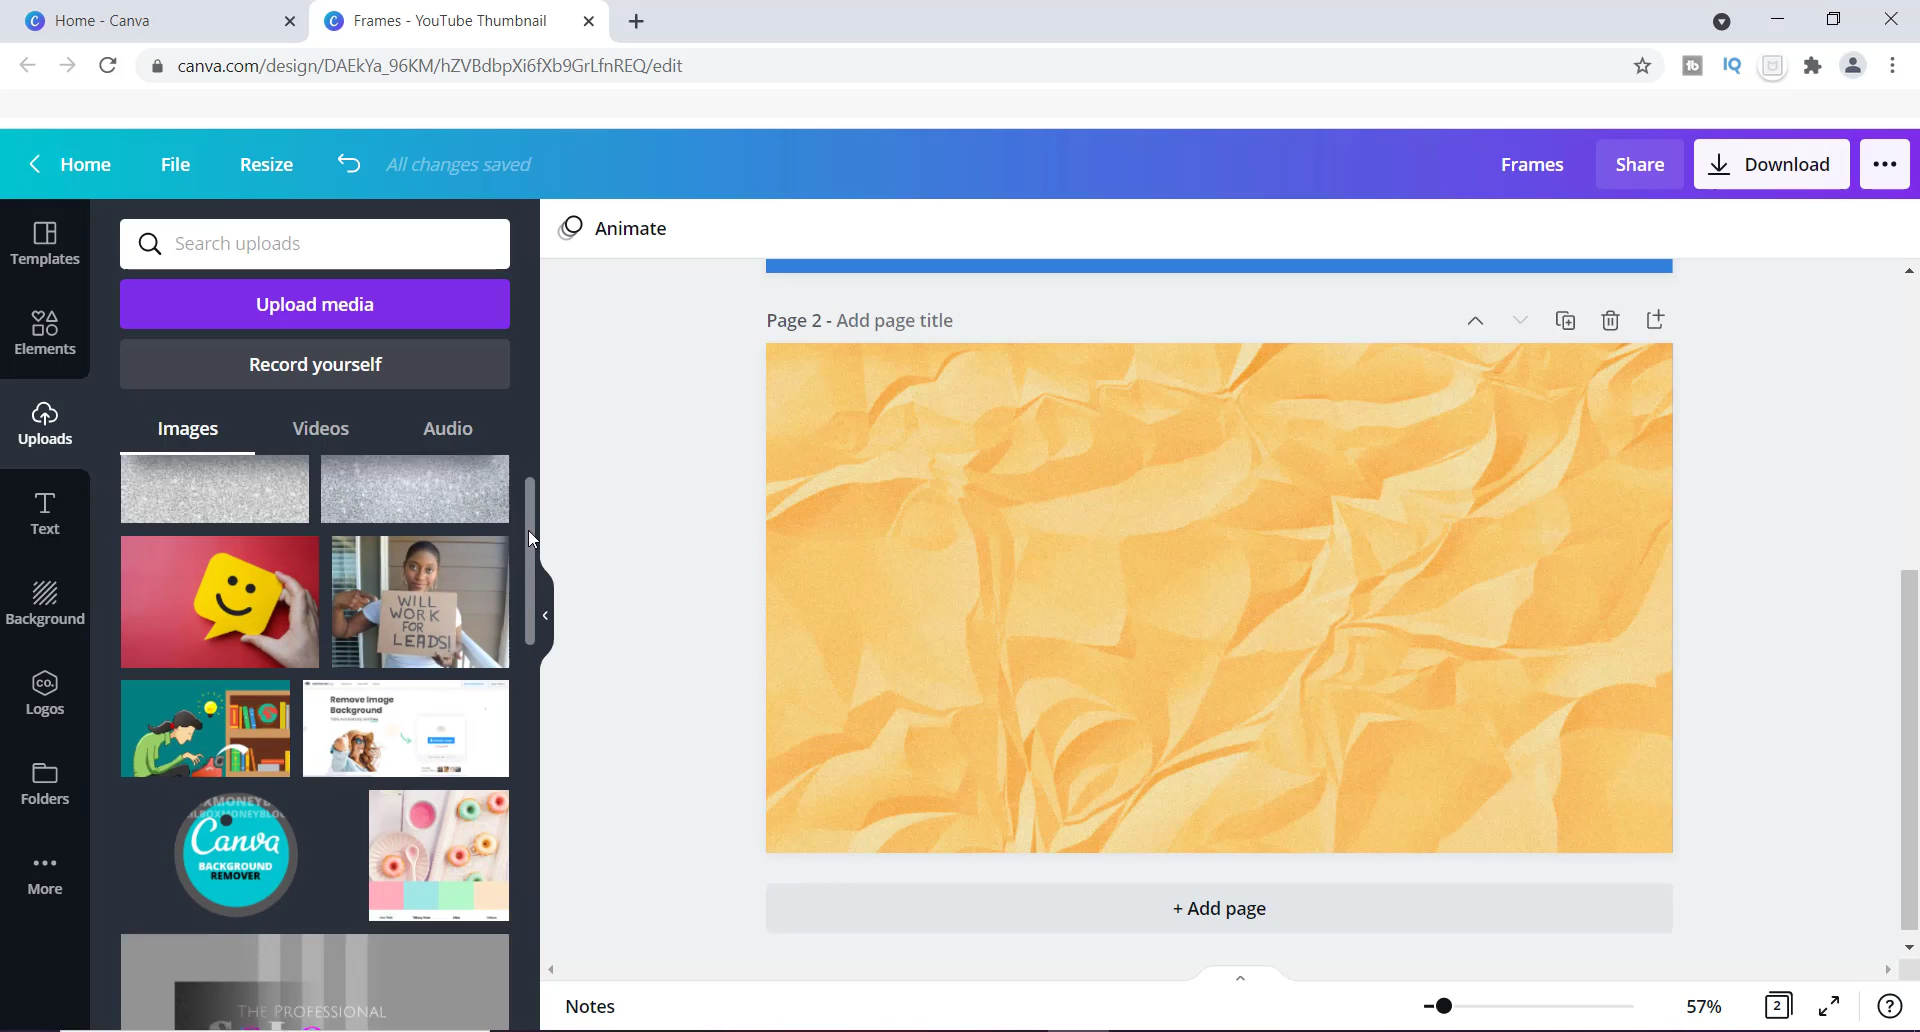 Home - Canva
Frames - YouTube Thumbnail
canva.com/design/DAEkYa_96KM/hZVBdbpXi6fXb9GrLfnREQ/edit
Home
File
Resize
All changes saved
Frames
Share
Download
Templates
Elements
Uploads
Text
Background
CO.
Logos
Folders
More
Search uploads
Upload media
Record yourself
Images
Videos
Audio
WILL
WORK
FOR
LEADS!
Remove Image
Background
Canva
BACKGROUND
REMOVER
THE PROFESSIONAL
Animate
Page 2 - Add page title
+ Add page
Notes
57%
2